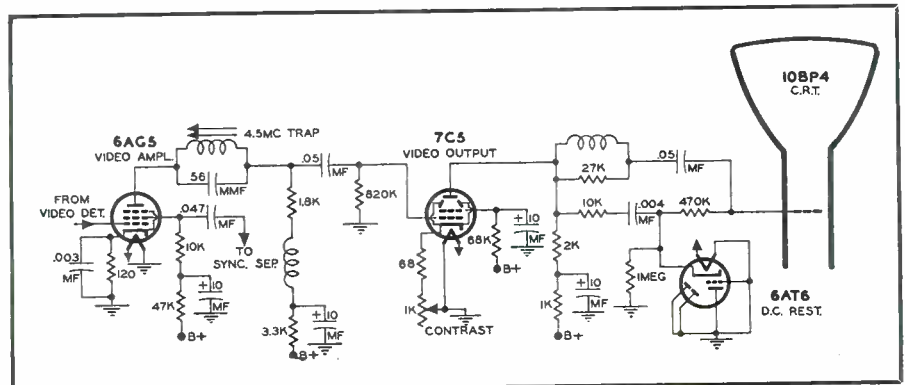 10BP4
C.R.T.
4.5MC TRAP
6AG5
VIDEO AMPL.
7C5
VIDEO OUTPUT
56
MMF
.05
MF
27K
.05
MF
FROM
VIDEO DET.
.047
MF
1.8K
820K
10K
.004
MF
470K
TO
SYNC. SEP.
.003
MF
120
10K
+ 10
MF
47K
B+
68
68K
+ 10
MF
B+
2K
1MEG
6AT6
D.C. REST.
3.3K
+ 10
MF
B+
1K
CONTRAST
1K
+ 10
MF
B+